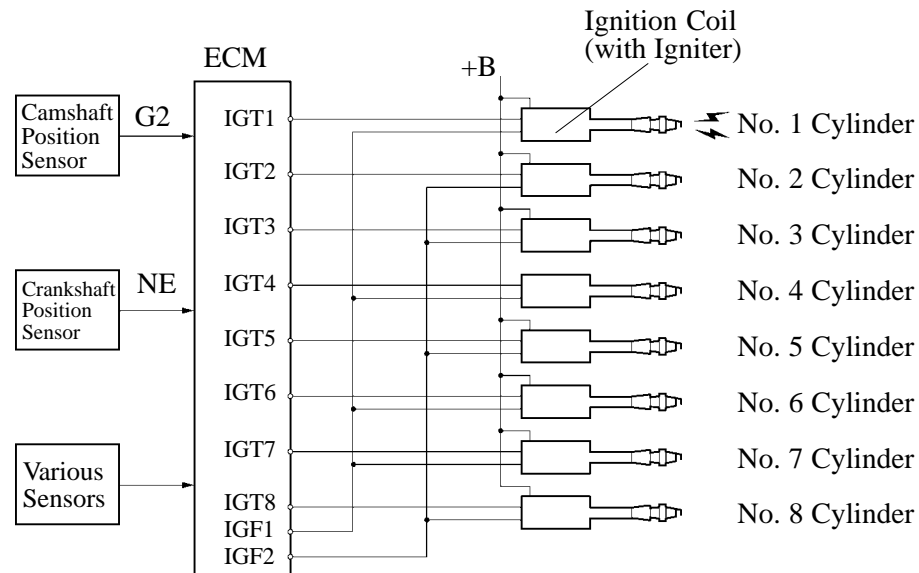 Ignition Coil
(with Igniter)
ECM
+B
Camshaft
Position
Sensor
G2
IGT1
No. 1 Cylinder
IGT2
No. 2 Cylinder
IGT3
No. 3 Cylinder
Crankshaft
Position
Sensor
NE
IGT4
No. 4 Cylinder
IGT5
No. 5 Cylinder
IGT6
No. 6 Cylinder
Various
Sensors
IGT7
No. 7 Cylinder
IGT8
No. 8 Cylinder
IGF1
IGF2